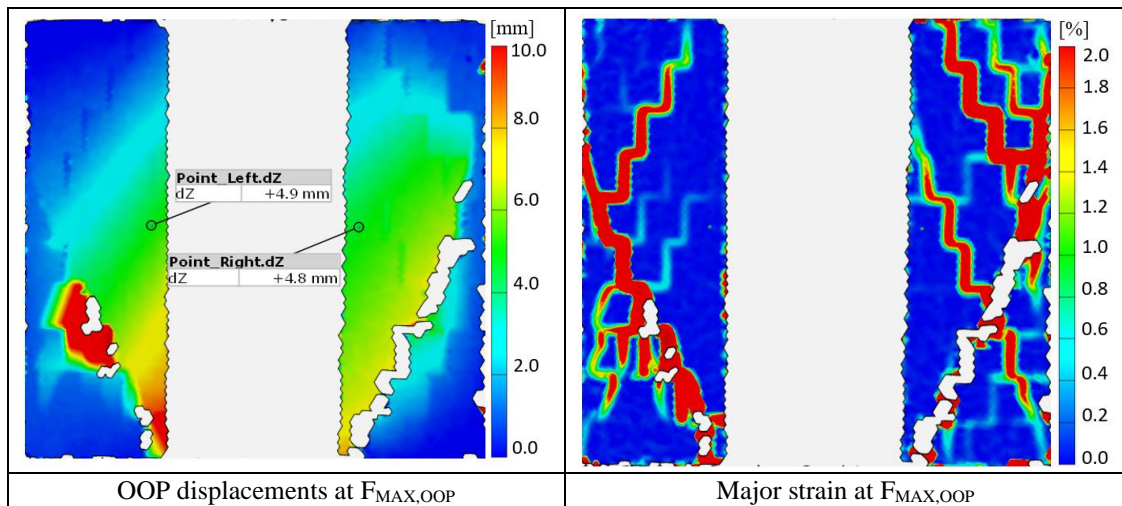 [mm]
10.0
8.0
6.0
4.0
2.0
0.0
Point_Left.dZ
dZ +4.9 mm
Point_Right.dZ
dZ +4.8 mm
[%]
2.0
1.8
1.6
1.4
1.2
1.0
0.8
0.6
0.4
0.2
0.0
OOP displacements at FMAX,OOP
Major strain at FMAX,OOP